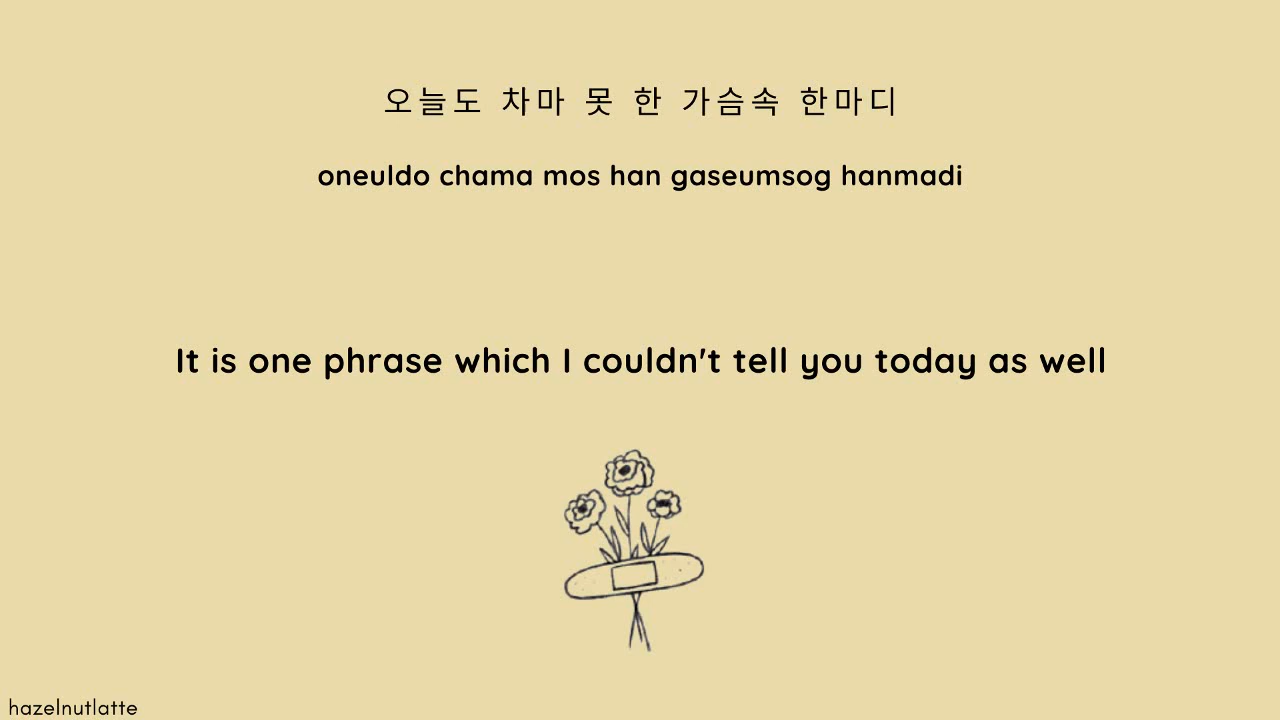 오늘도 차마 못 한 가슴속 한마디
oneuldo chama mos han gaseumsog hanmadi
It is one phrase which I couldn't tell you today as well
hazelnutlatte